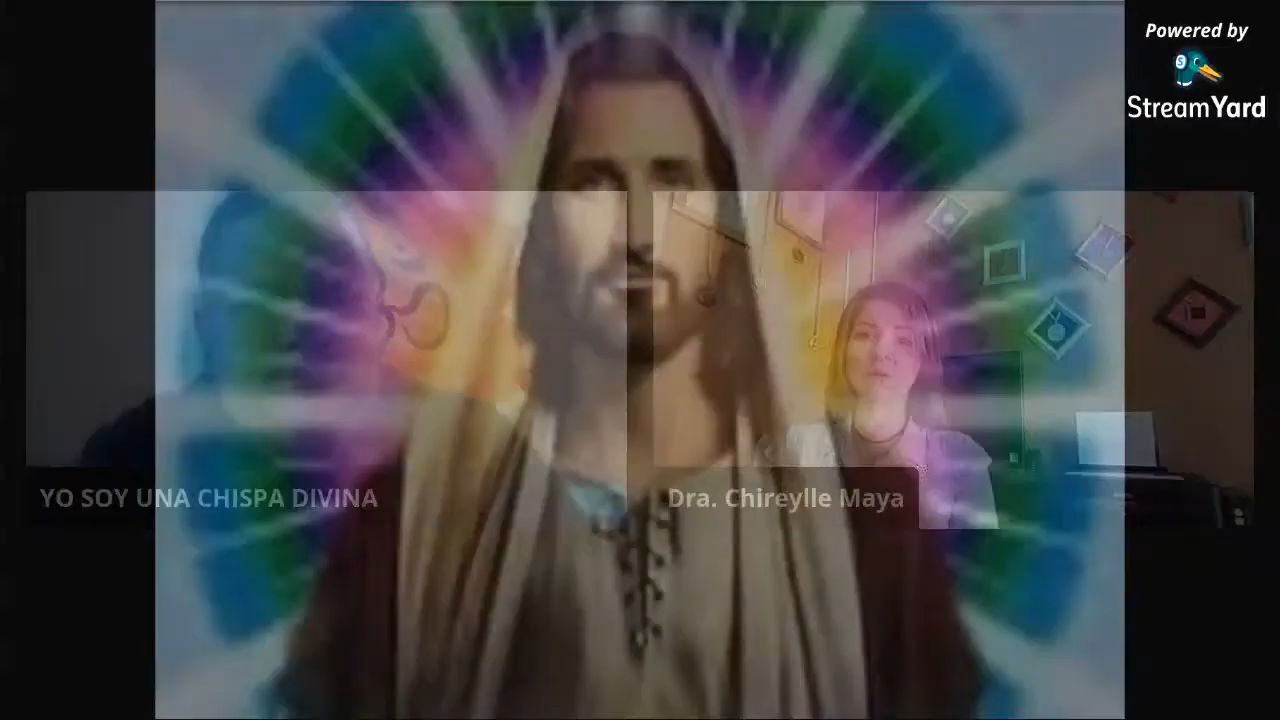 Powered by
StreamYard
YO SOY UNA CHISPA DIVINA
Dra. Chireylle Maya